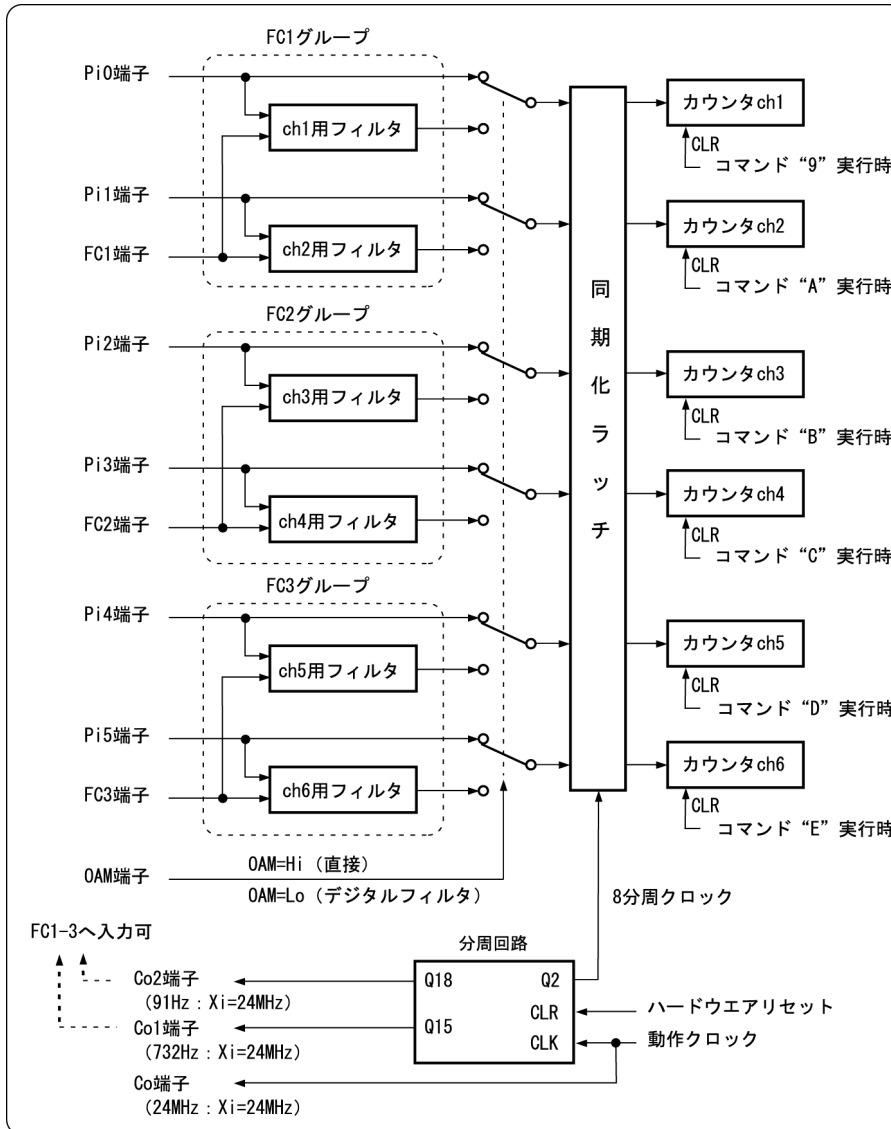 FC1グループ
Pi0端子
ch1用フィルタ
カウンタch1
CLR
コマンド“9”実行時
Pi1端子
FC1端子
ch2用フィルタ
カウンタch2
CLR
コマンド“A”実行時
FC2グループ
Pi2端子
ch3用フィルタ
カウンタch3
CLR
コマンド“B”実行時
Pi3端子
FC2端子
ch4用フィルタ
カウンタch4
CLR
コマンド“C”実行時
同期化ラッチ
FC3グループ
Pi4端子
ch5用フィルタ
カウンタch5
CLR
コマンド“D”実行時
Pi5端子
FC3端子
ch6用フィルタ
カウンタch6
CLR
コマンド“E”実行時
OAM端子
OAM=Hi（直接）
OAM=Lo（デジタルフィルタ）
8分周クロック
FC1-3へ入力可
分周回路
Co2端子
（91Hz：Xi=24MHz）
Q18
Q2
Co1端子
（732Hz：Xi=24MHz）
Q15
CLR
ハードウエアリセット
CLK
動作クロック
Co端子
（24MHz：Xi=24MHz）